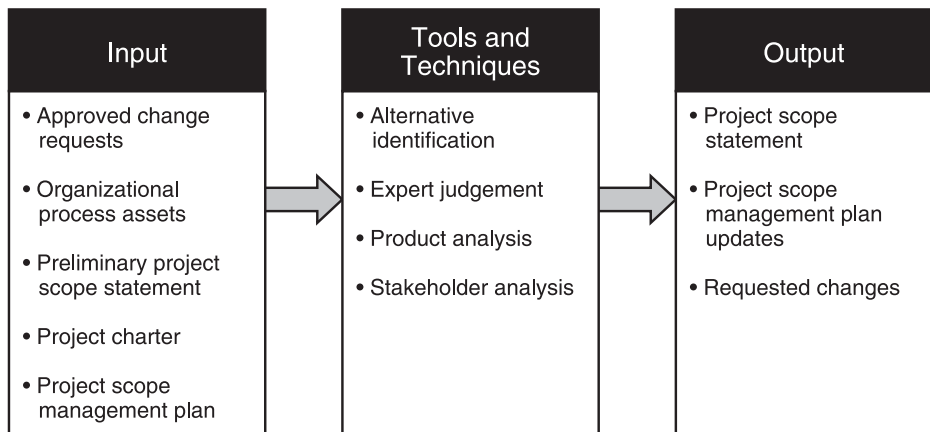 Input
• Approved change
requests
• Organizational
process assets
• Preliminary project
scope statement
• Project charter
• Project scope
management plan
Tools and
Techniques
• Alternative
identification
• Expert judgement
• Product analysis
• Stakeholder analysis
Output
• Project scope
statement
• Project scope
management plan
updates
• Requested changes